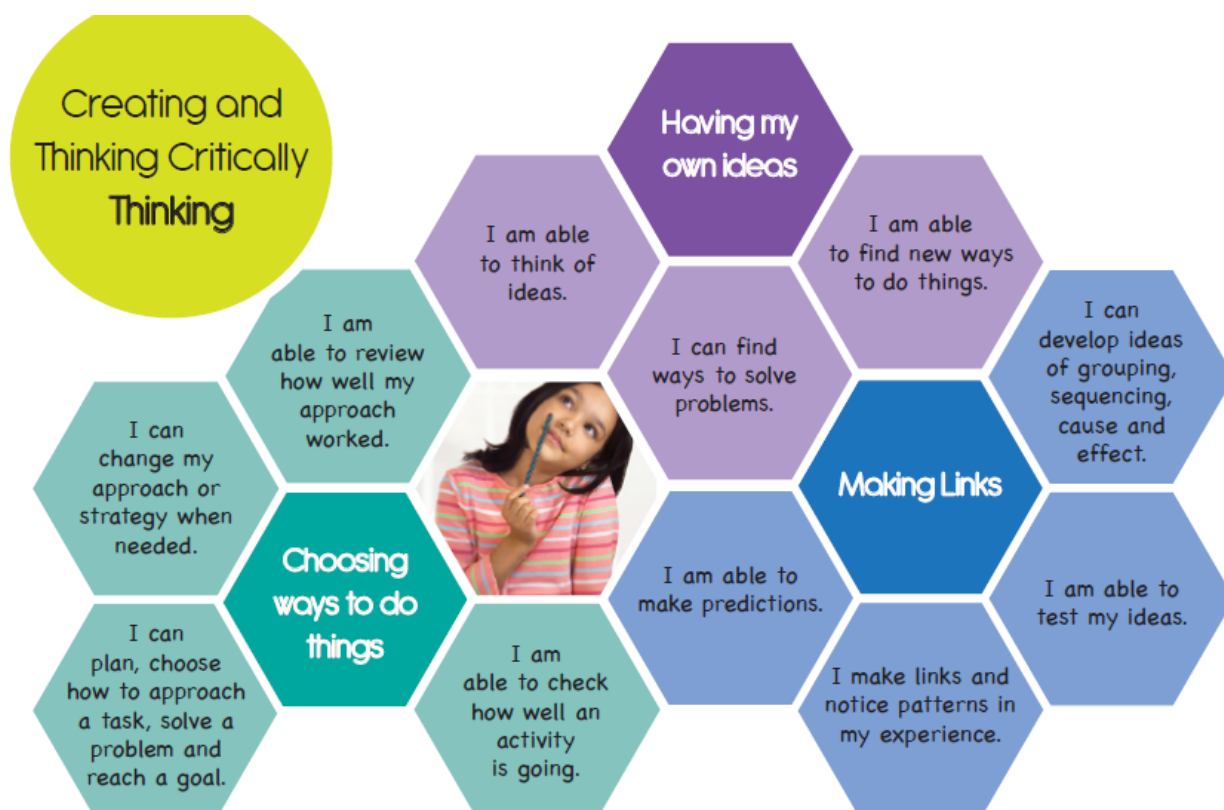 Creating and
Thinking Critically
Thinking
Having my
own ideas
I am able
to think of
ideas.
I am able
to find new ways
to do things.
I can find
ways to solve
problems.
I am
able to review
how well my
approach
worked.
I can
change my
approach or
strategy when
needed.
Choosing
ways to do
things
I can
plan, choose
how to approach
a task, solve a
problem and
reach a goal.
I am
able to check
how well an
activity
is going.
I can
develop ideas
of grouping,
sequencing,
cause and
effect.
Making Links
I am able to
make predictions.
I am able to
test my ideas.
I make links and
notice patterns in
my experience.